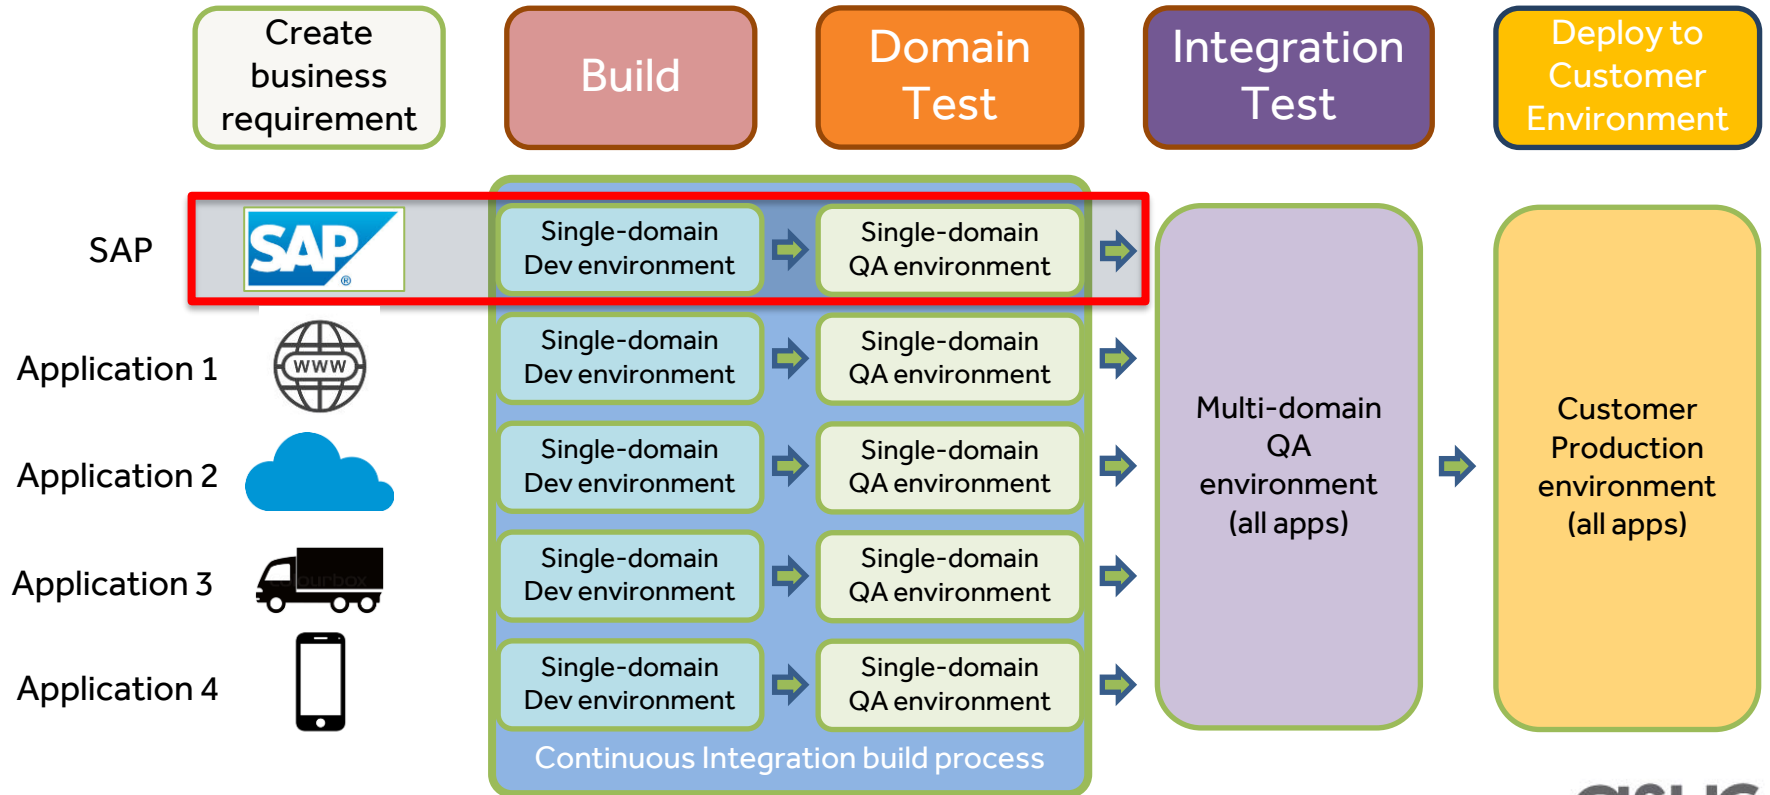 Create
business
requirement
Build
Domain
Test
Integration
Test
Deploy to
Customer
Environment
SAP
SAP
®
Single-domain
Dev environment
Single-domain
QA environment
Application 1
WWW
Single-domain
Dev environment
Single-domain
QA environment
Application 2
Single-domain
Dev environment
Single-domain
QA environment
Application 3
Single-domain
Dev environment
Single-domain
QA environment
Application 4
Single-domain
Dev environment
Single-domain
QA environment
Multi-domain
QA
environment
(all apps)
Customer
Production
environment
(all apps)
Continuous Integration build process